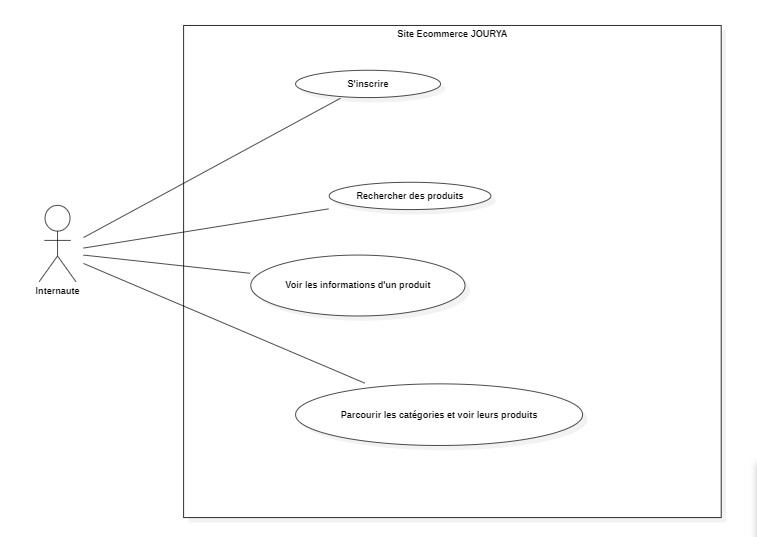 Site Ecommerce JOURYA
S'inscrire
Rechercher des produits
Voir les informations d'un produit
Internaute
Parcourir les catégories et voir leurs produits